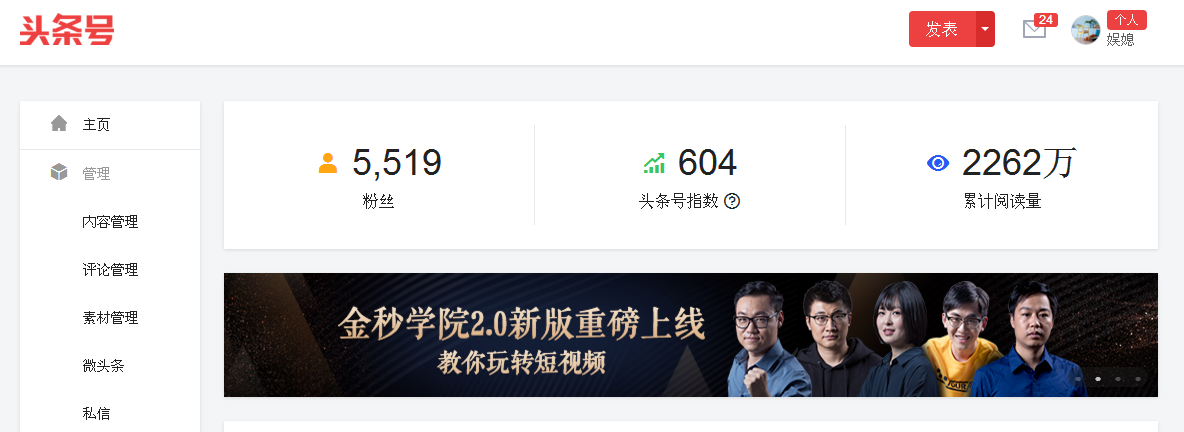 头条号
发表
24
个人
娱媳
主页
管理
内容管理
评论管理
素材管理
微头条
私信
5,519
粉丝
604
头条号指数 ?
2262万
累计阅读量
金秒学院2.0新版重磅上线
教你玩转短视频